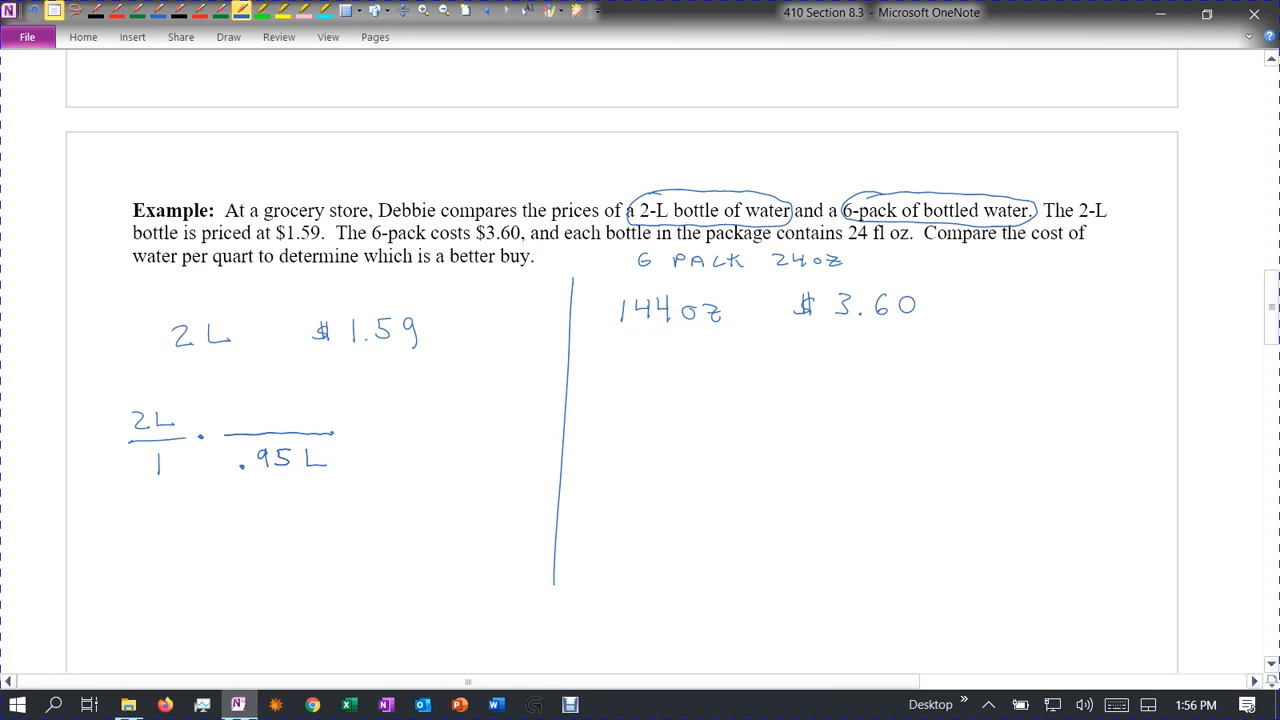 410 Section 8.3 - Microsoft OneNote
File Home Insert Share Draw Review View Pages
Example: At a grocery store, Debbie compares the prices of a 2-L bottle of water and a 6-pack of bottled water. The 2-L
bottle is priced at $1.59. The 6-pack costs $3.60, and each bottle in the package contains 24 fl oz. Compare the cost of
water per quart to determine which is a better buy.
6 PACK 24oz
144oz $ 3.60
2L $ 1.59
2L
1 . .95 L
Desktop
1:56 PM